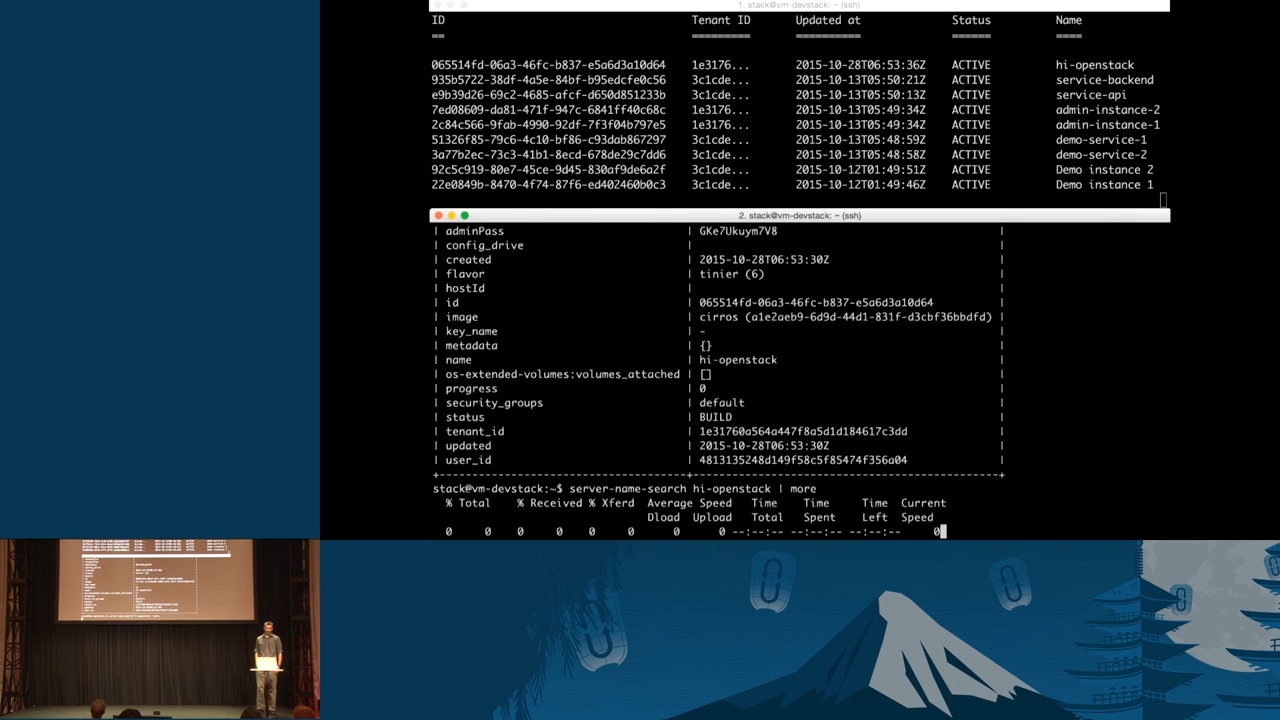 1. stack@vm-devstack: ~ (ssh)
ID Tenant ID Updated at Status Name
== ========= ========== ====== ====
065514fd-06a3-46fc-b837-e5a6d3a10d64 1e3176... 2015-10-28T06:53:36Z ACTIVE hi-openstack
935b5722-38df-4a5e-84bf-b95edcfe0c56 3c1cde... 2015-10-13T05:50:21Z ACTIVE service-backend
e9b39d26-69c2-4685-afcf-d650d851233b 3c1cde... 2015-10-13T05:50:13Z ACTIVE service-api
7ed08609-da81-471f-947c-6841ff40c68c 1e3176... 2015-10-13T05:49:34Z ACTIVE admin-instance-2
2c84c566-9fab-4990-92df-7f3f04b797e5 1e3176... 2015-10-13T05:49:34Z ACTIVE admin-instance-1
51326f85-79c6-4c10-bf86-c93dab867297 3c1cde... 2015-10-13T05:48:59Z ACTIVE demo-service-1
3a77b2ec-73c3-41b1-8ecd-678de29c7dd6 3c1cde... 2015-10-13T05:48:58Z ACTIVE demo-service-2
92c5c919-80e7-45ce-9d45-830af9de6a2f 3c1cde... 2015-10-12T01:49:51Z ACTIVE Demo instance 2
22e0849b-8470-4f74-87f6-ed402460b0c3 3c1cde... 2015-10-12T01:49:46Z ACTIVE Demo instance 1
2. stack@vm-devstack: ~ (ssh)
| adminPass | GKe7Ukuym7V8 |
| config_drive | |
| created | 2015-10-28T06:53:30Z |
| flavor | tinier (6) |
| hostId | |
| id | 065514fd-06a3-46fc-b837-e5a6d3a10d64 |
| image | cirros (a1e2aeb9-6d9d-44d1-831f-d3cbf36bbdfd) |
| key_name | - |
| metadata | {} |
| name | hi-openstack |
| os-extended-volumes:volumes_attached | [] |
| progress | 0 |
| security_groups | default |
| status | BUILD |
| tenant_id | 1e31760a564a447f8a5d1d184617c3dd |
| updated | 2015-10-28T06:53:30Z |
| user_id | 4813135248d149f58c5f85474f356a04 |
+--------------------------------------+-----------------------------------------------+
stack@vm-devstack:~$ server-name-search hi-openstack | more
% Total % Received % Xferd Average Speed Time Time Time Current
Dload Upload Total Spent Left Speed
0 0 0 0 0 0 0 0 --:--:-- --:--:-- --:--:-- 0